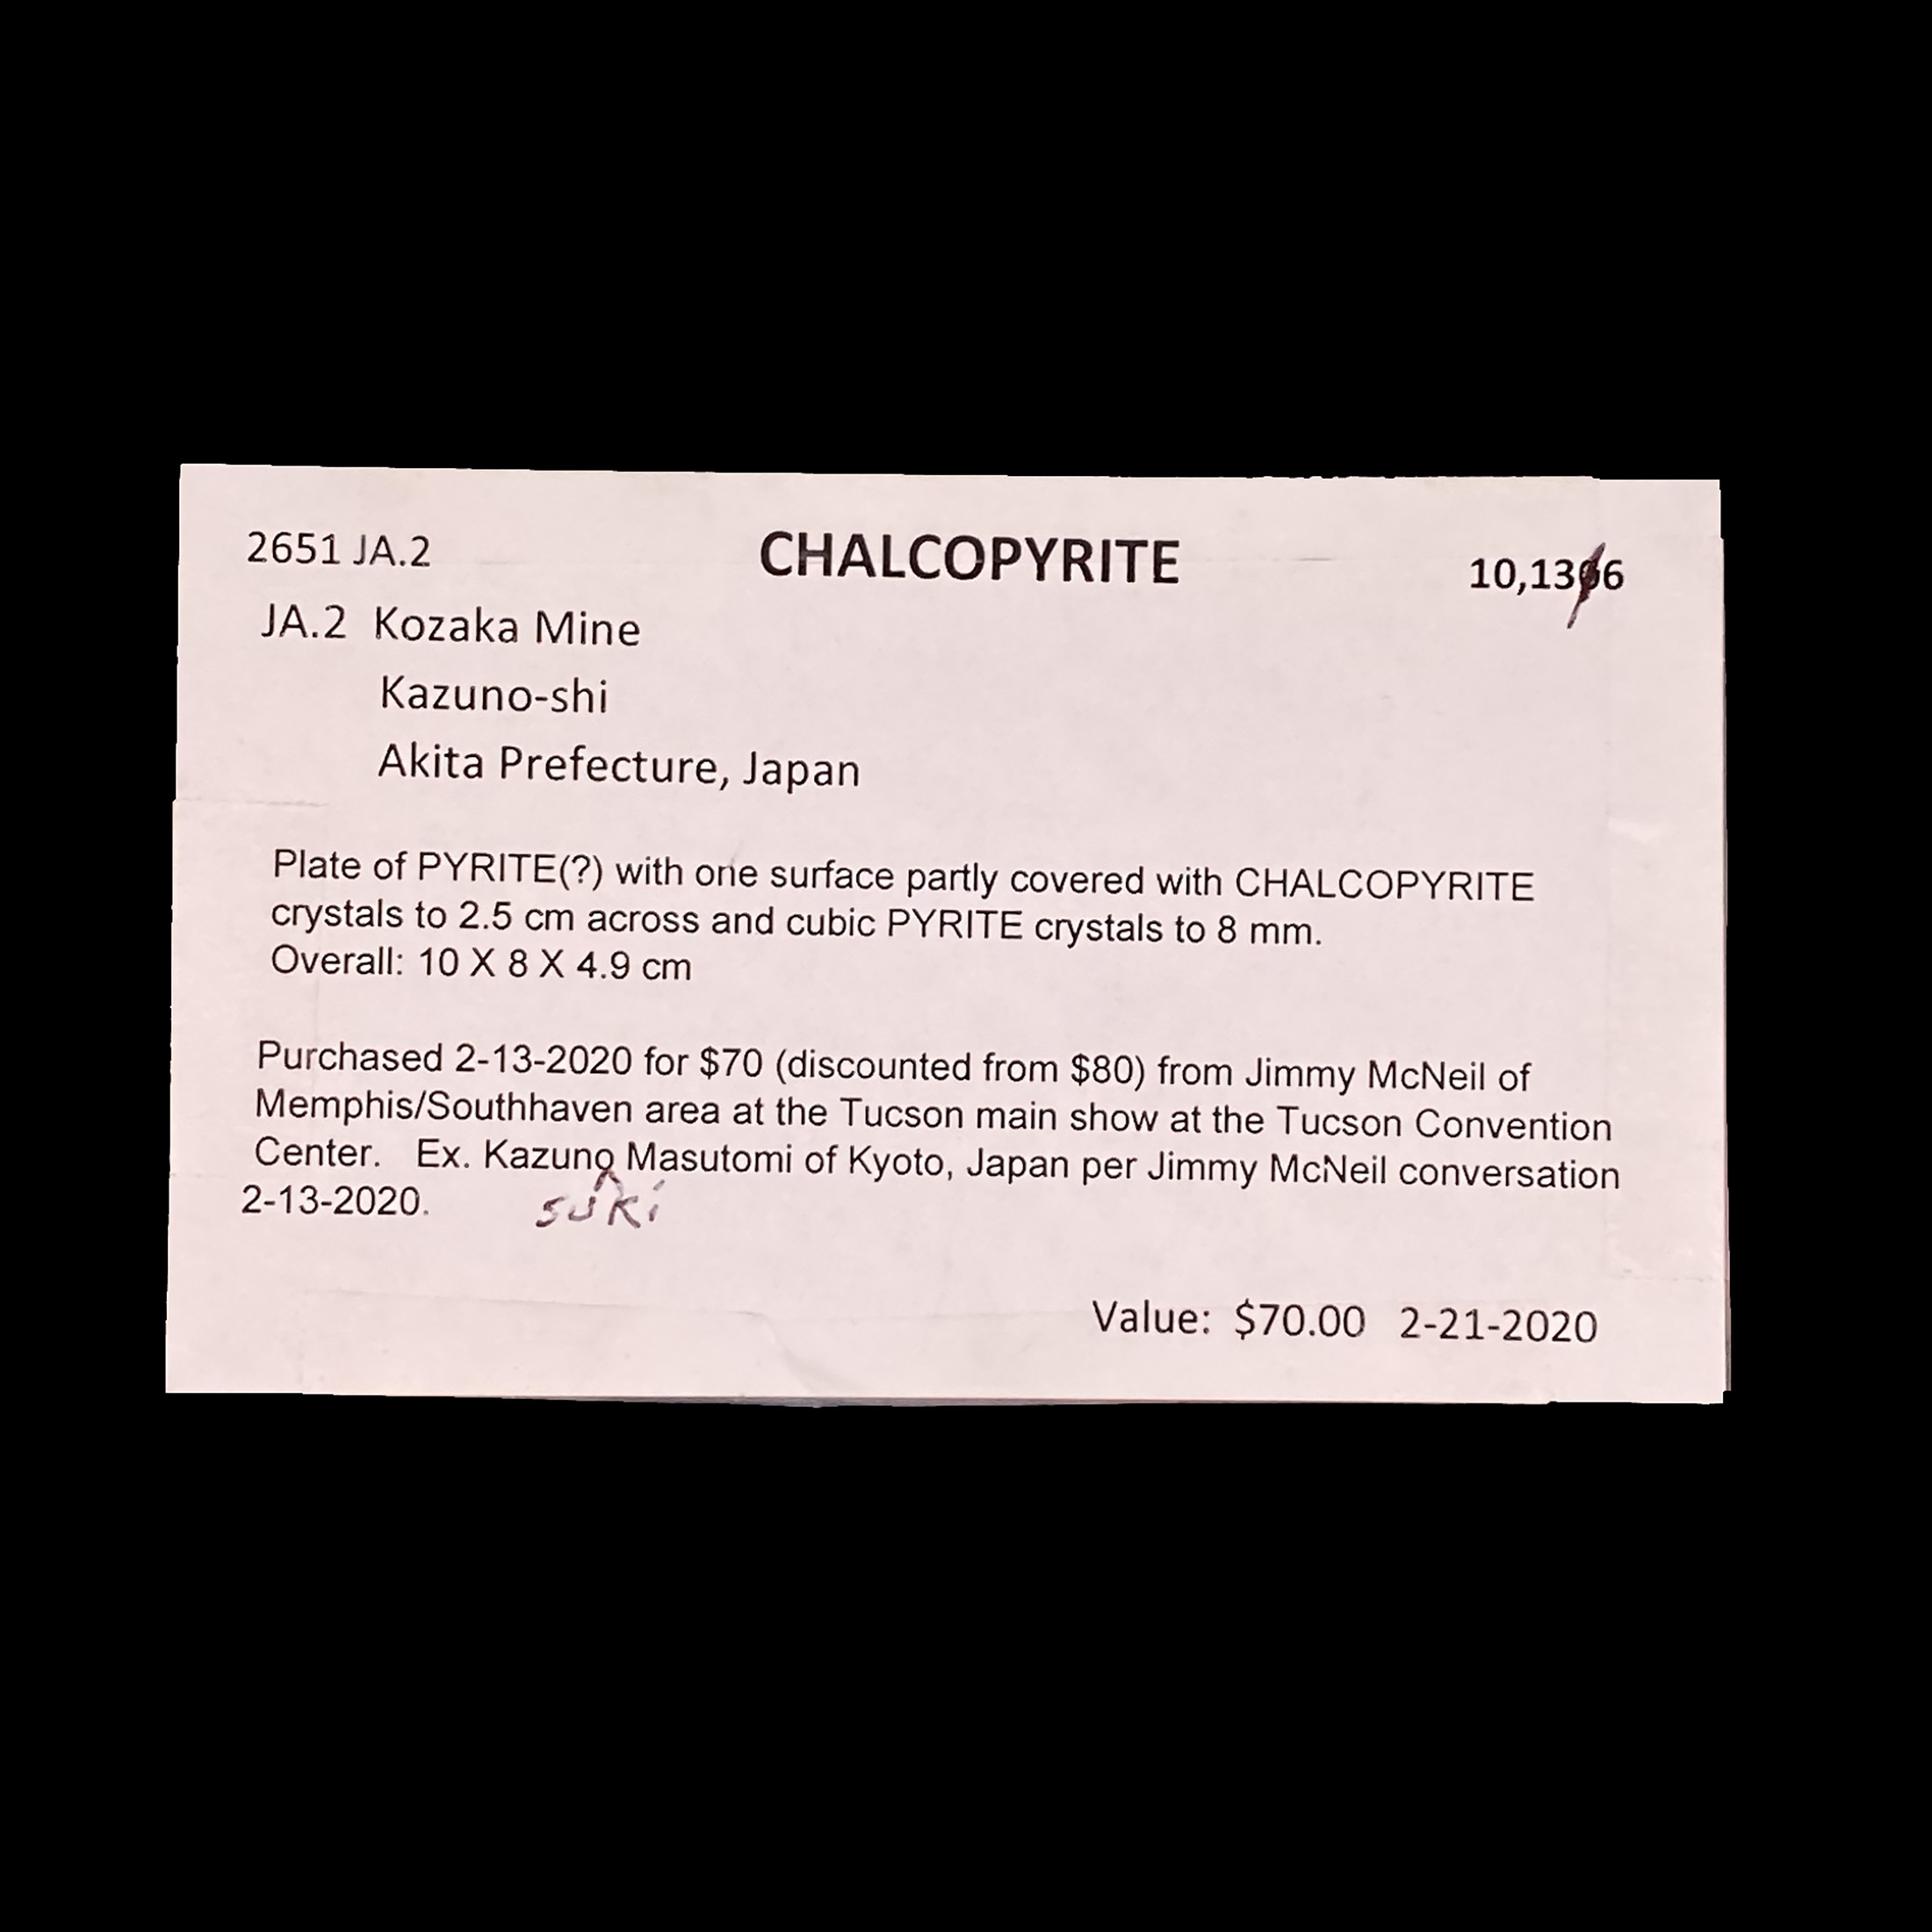 2651 JA.2 CHALCOPYRITE 10,1306
JA.2 Kozaka Mine
Kazuno-shi
Akita Prefecture, Japan
Plate of PYRITE(?) with one surface partly covered with CHALCOPYRITE
crystals to 2.5 cm across and cubic PYRITE crystals to 8 mm.
Overall: 10 X 8 X 4.9 cm
Purchased 2-13-2020 for $70 (discounted from $80) from Jimmy McNeil of
Memphis/Southhaven area at the Tucson main show at the Tucson Convention
Center. Ex. Kazuno Masutomi of Kyoto, Japan per Jimmy McNeil conversation
2-13-2020. suki
Value: $70.00 2-21-2020